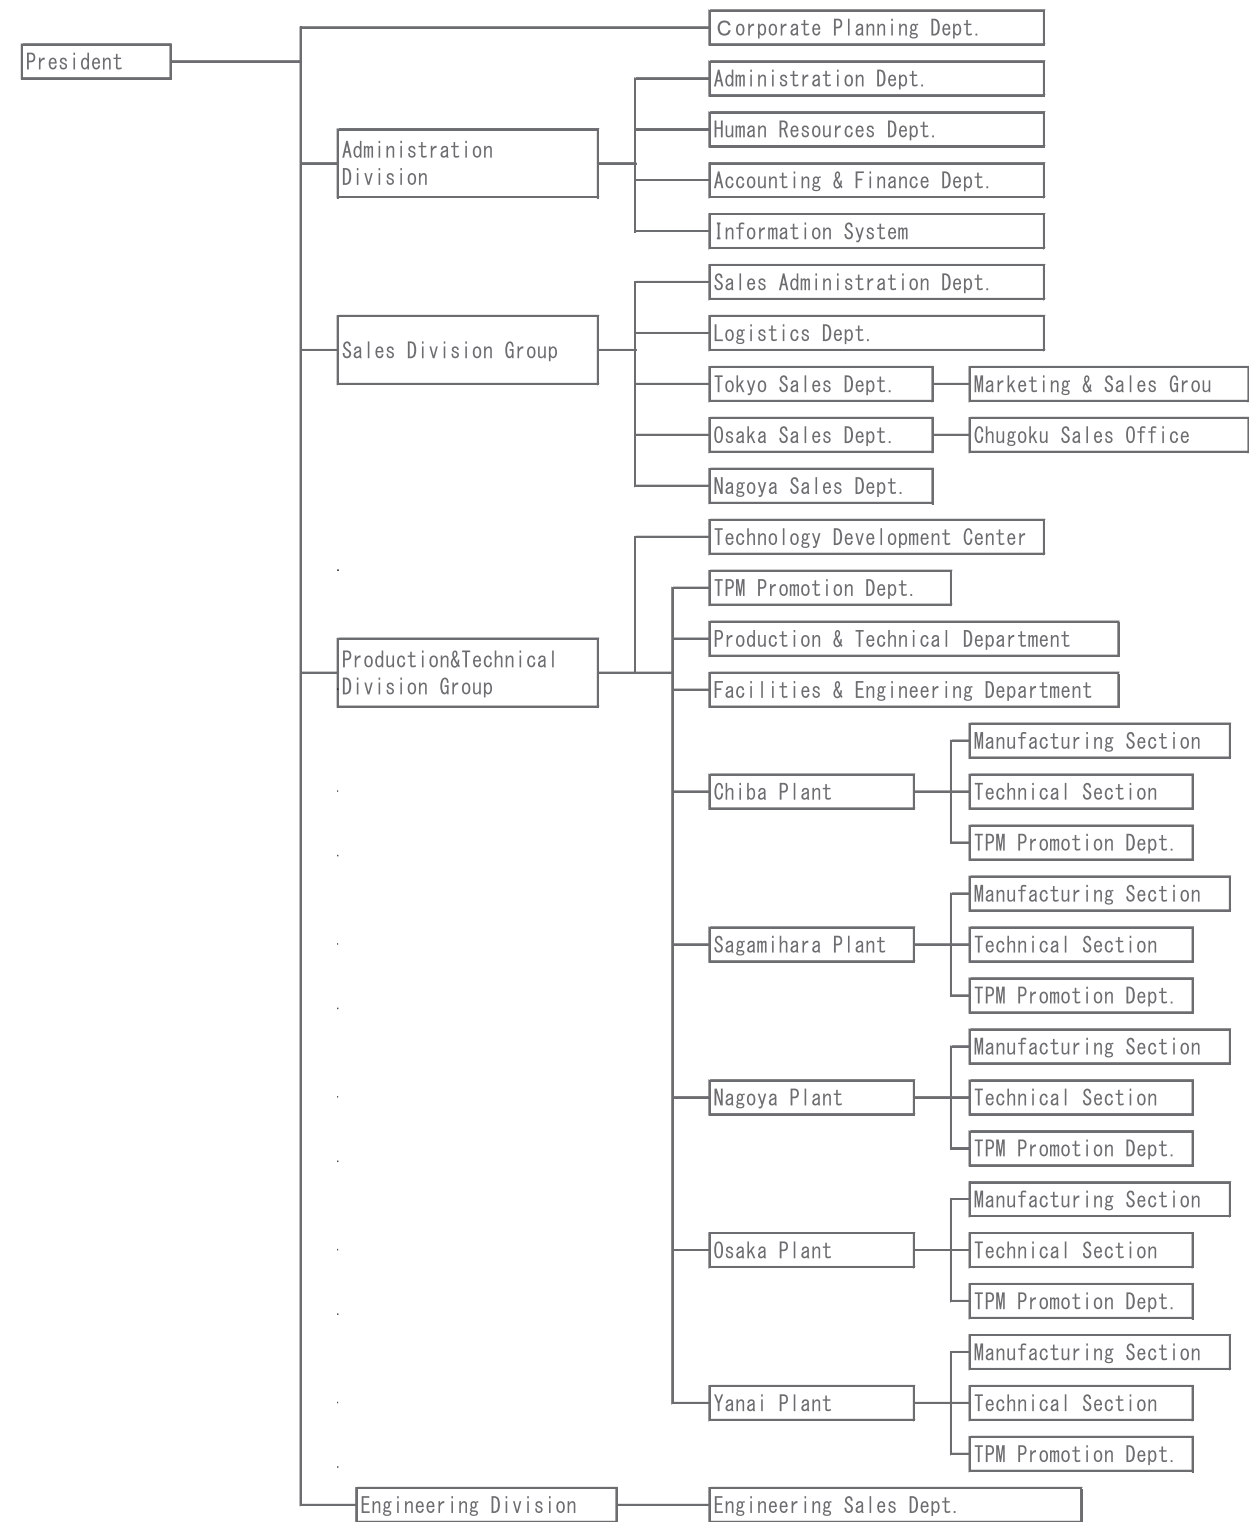 Corporate Planning Dept.
President
Administration Dept.
Human Resources Dept.
Administration
Division
Accounting & Finance Dept.
Information System
Sales Administration Dept.
Logistics Dept.
Sales Division Group
Tokyo Sales Dept.
Marketing & Sales Grou
Osaka Sales Dept.
Chugoku Sales Office
Nagoya Sales Dept.
Technology Development Center
TPM Promotion Dept.
Production & Technical Department
Production&Technical
Division Group
Facilities & Engineering Department
Manufacturing Section
Chiba Plant
Technical Section
TPM Promotion Dept.
Manufacturing Section
Sagamihara Plant
Technical Section
TPM Promotion Dept.
Manufacturing Section
Nagoya Plant
Technical Section
TPM Promotion Dept.
Manufacturing Section
Osaka Plant
Technical Section
TPM Promotion Dept.
Manufacturing Section
Yanai Plant
Technical Section
TPM Promotion Dept.
Engineering Division
Engineering Sales Dept.